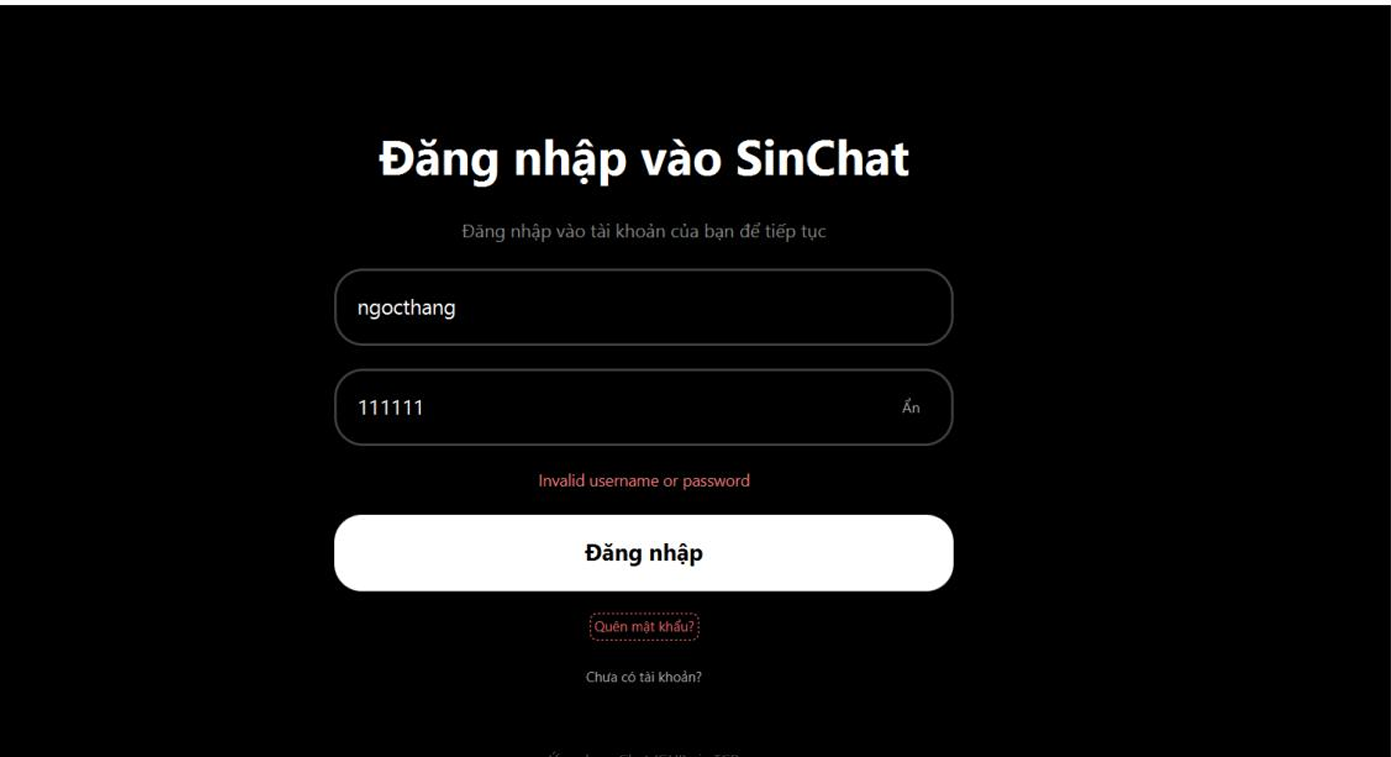 Đăng nhập vào SinChat
Đăng nhập vào tài khoản của bạn để tiếp tục
ngocthang
111111
Ẩn
Invalid username or password
Đăng nhập
Quên mật khẩu?
Chưa có tài khoản?